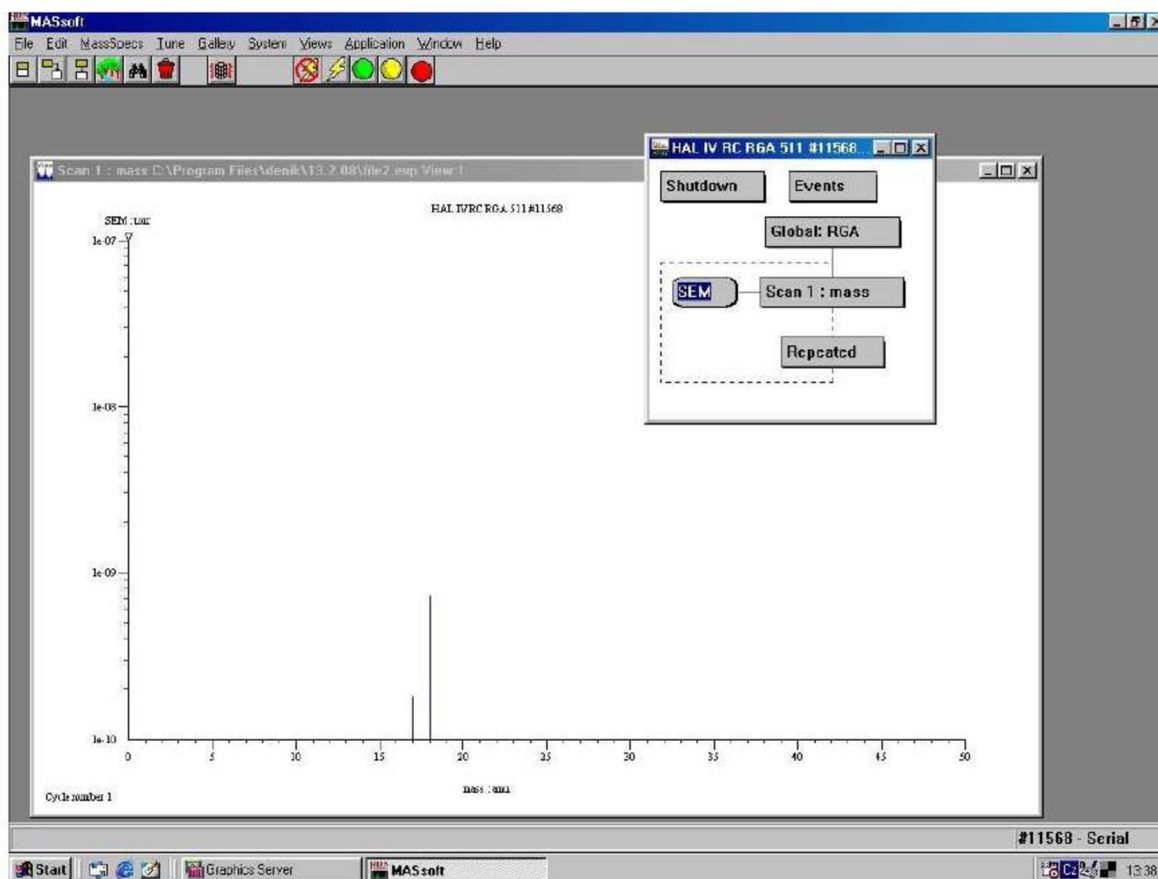 MASsoft
File Edit MassSpecs Tune Gallery System Views Application Window Help
HAL IV RC RGA 511 #11568...
Scan 1 : mass C:\Program Files\denik\13.2.08\file2.exp View:1
Shutdown Events
HAL IV RC RGA 511 #11568
SEM : torr
Global: RGA
1e-07
SEM Scan 1 : mass
Repeated
1e-08
1e-09
1e-10
0 5 10 15 20 25 30 35 40 45 50
mass : amu
Cycle number 1
#11568 - Serial
Start Graphics Server MASsoft Cz 13:38